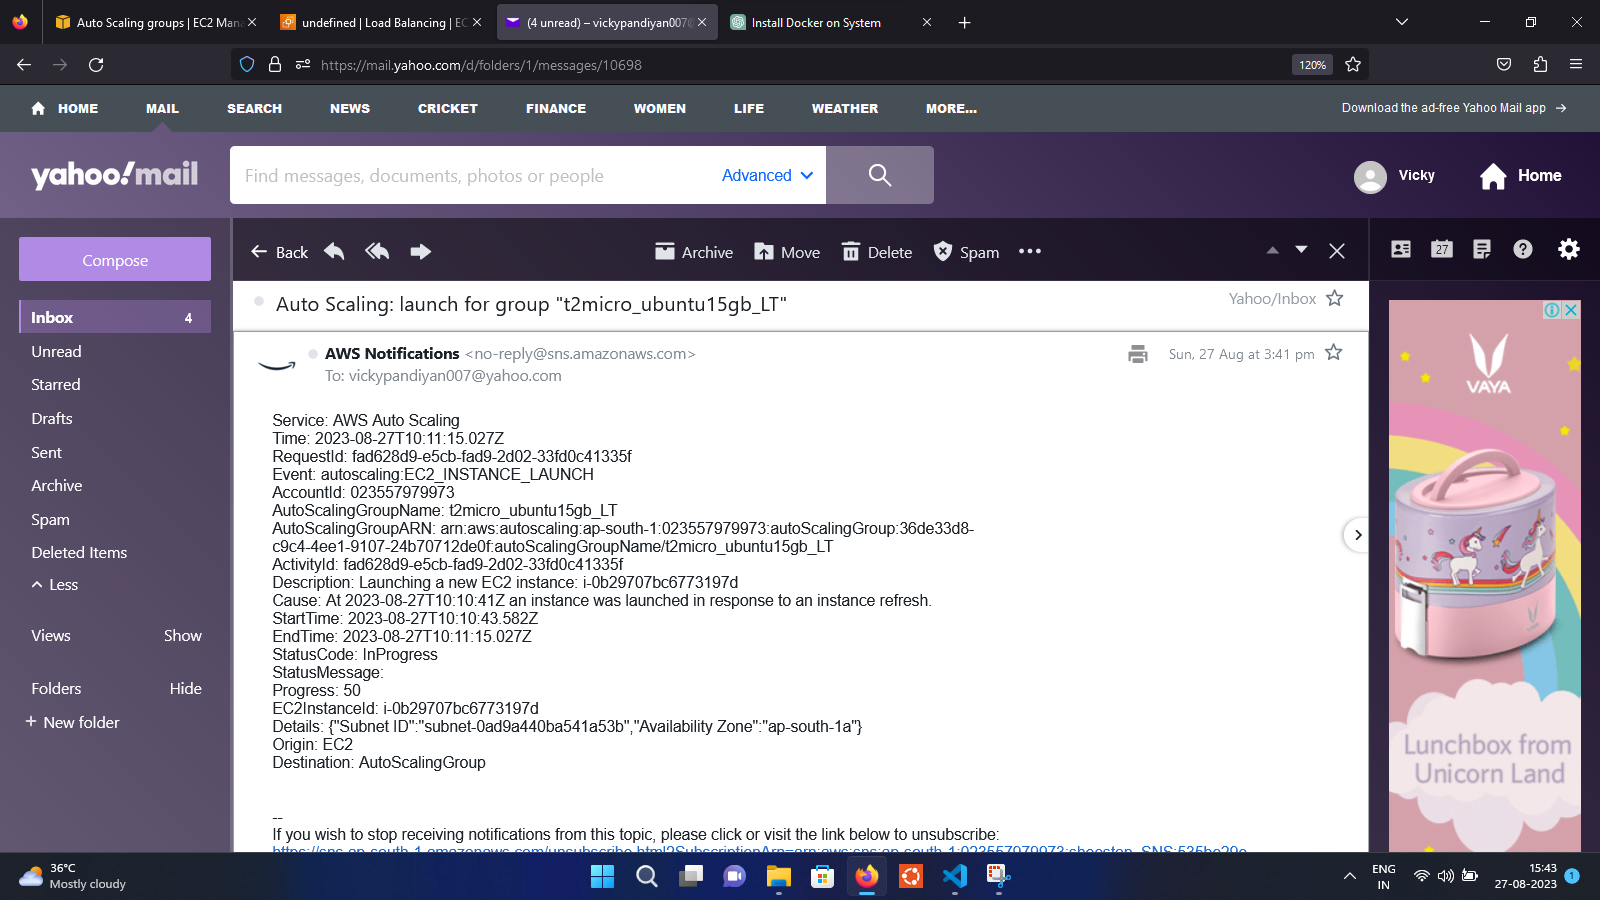 Auto Scaling groups | EC2 Mana
undefined | Load Balancing | EC
(4 unread) – vickypandiyan007@
Install Docker on System
https://mail.yahoo.com/d/folders/1/messages/10698
120%
HOME
MAIL
SEARCH
NEWS
CRICKET
FINANCE
WOMEN
LIFE
WEATHER
MORE...
Download the ad-free Yahoo Mail app
yahoo!mail
Find messages, documents, photos or people
Advanced
Vicky
Home
Compose
Back
Archive
Move
Delete
Spam
27
Inbox 4
Unread
Starred
Drafts
Sent
Archive
Spam
Deleted Items
Less
Views Show
Folders Hide
+ New folder
Auto Scaling: launch for group "t2micro_ubuntu15gb_LT"
Yahoo/Inbox
AWS Notifications <no-reply@sns.amazonaws.com>
Sun, 27 Aug at 3:41 pm
To: vickypandiyan007@yahoo.com
Service: AWS Auto Scaling
Time: 2023-08-27T10:11:15.027Z
RequestId: fad628d9-e5cb-fad9-2d02-33fd0c41335f
Event: autoscaling:EC2_INSTANCE_LAUNCH
AccountId: 023557979973
AutoScalingGroupName: t2micro_ubuntu15gb_LT
AutoScalingGroupARN: arn:aws:autoscaling:ap-south-1:023557979973:autoScalingGroup:36de33d8-
c9c4-4ee1-9107-24b70712de0f:autoScalingGroupName/t2micro_ubuntu15gb_LT
ActivityId: fad628d9-e5cb-fad9-2d02-33fd0c41335f
Description: Launching a new EC2 instance: i-0b29707bc6773197d
Cause: At 2023-08-27T10:10:41Z an instance was launched in response to an instance refresh.
StartTime: 2023-08-27T10:10:43.582Z
EndTime: 2023-08-27T10:11:15.027Z
StatusCode: InProgress
StatusMessage:
Progress: 50
EC2InstanceId: i-0b29707bc6773197d
Details: {"Subnet ID":"subnet-0ad9a440ba541a53b","Availability Zone":"ap-south-1a"}
Origin: EC2
Destination: AutoScalingGroup
--
If you wish to stop receiving notifications from this topic, please click or visit the link below to unsubscribe:
VAYA
Lunchbox from
Unicorn Land
36°C
Mostly cloudy
ENG
IN
15:43
27-08-2023
1